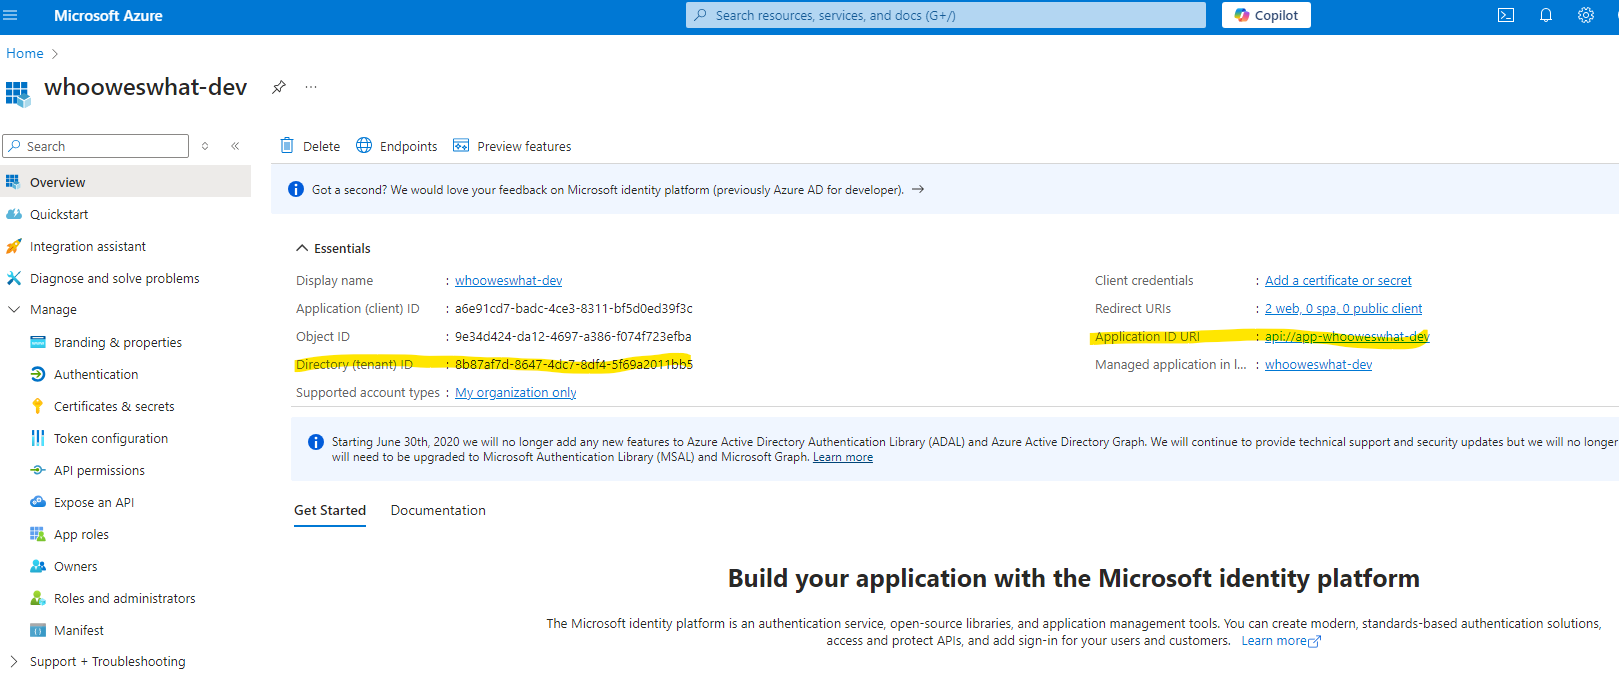 Microsoft Azure
Search resources, services, and docs (G+/)
Copilot
Home
whooweswhat-dev
Search
Delete
Endpoints
Preview features
Overview
Quickstart
Integration assistant
Diagnose and solve problems
Manage
Branding & properties
Authentication
Certificates & secrets
Token configuration
API permissions
Expose an API
App roles
Owners
Roles and administrators
Manifest
Support + Troubleshooting
Got a second? We would love your feedback on Microsoft identity platform (previously Azure AD for developer). →
Essentials
Display name : whooweswhat-dev
Application (client) ID : a6e91cd7-badc-4ce3-8311-bf5d0ed39f3c
Object ID : 9e34d424-da12-4697-a386-f074f723efba
Directory (tenant) ID : 8b87af7d-8647-4dc7-8df4-5f69a2011bb5
Supported account types : My organization only
Client credentials : Add a certificate or secret
Redirect URIs : 2 web, 0 spa, 0 public client
Application ID URI : api://app-whooweswhat-dev
Managed application in l... : whooweswhat-dev
Starting June 30th, 2020 we will no longer add any new features to Azure Active Directory Authentication Library (ADAL) and Azure Active Directory Graph. We will continue to provide technical support and security updates but we will no longer
will need to be upgraded to Microsoft Authentication Library (MSAL) and Microsoft Graph. Learn more
Get Started
Documentation
Build your application with the Microsoft identity platform
The Microsoft identity platform is an authentication service, open-source libraries, and application management tools. You can create modern, standards-based authentication solutions,
access and protect APIs, and add sign-in for your users and customers. Learn more